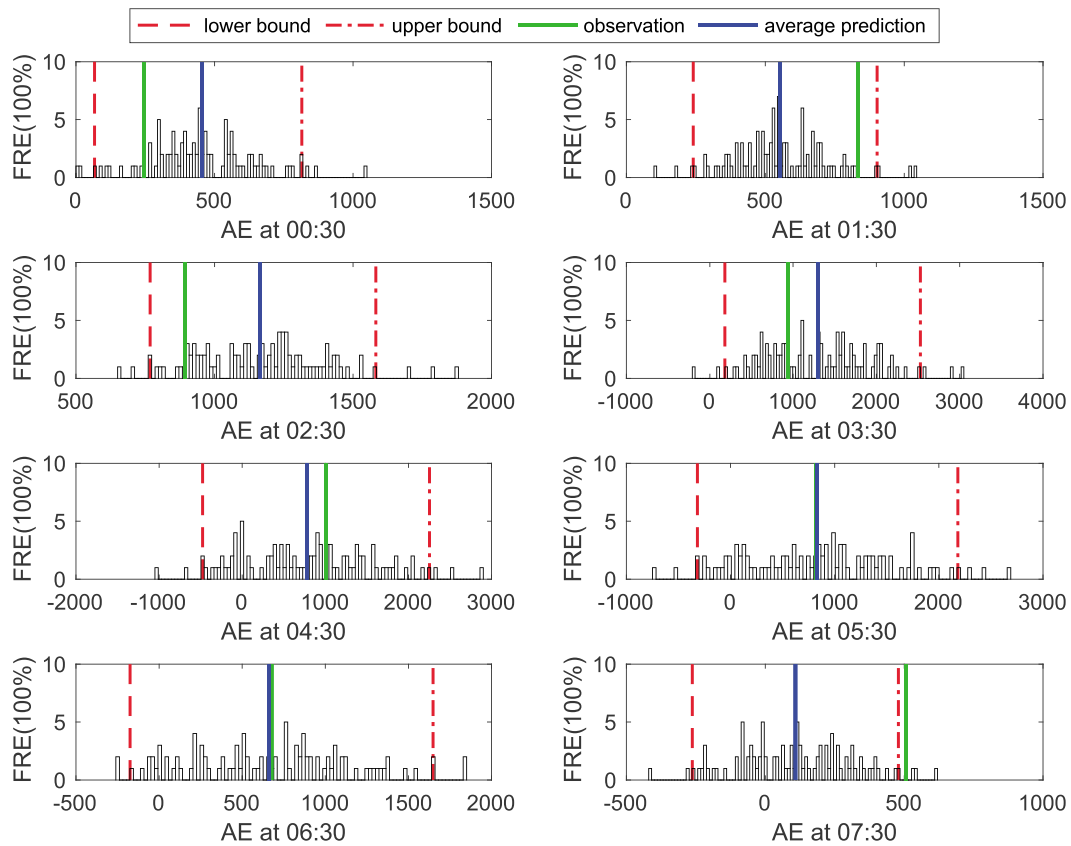 lower bound upper bound observation average prediction
FRE(100%)
10
5
0
0 500 1000 1500
AE at 00:30
FRE(100%)
10
5
0
0 500 1000 1500
AE at 01:30
FRE(100%)
10
5
0
500 1000 1500 2000
AE at 02:30
FRE(100%)
10
5
0
-1000 0 1000 2000 3000 4000
AE at 03:30
FRE(100%)
10
5
0
-2000 -1000 0 1000 2000 3000
AE at 04:30
FRE(100%)
10
5
0
-1000 0 1000 2000 3000
AE at 05:30
FRE(100%)
10
5
0
-500 0 500 1000 1500 2000
AE at 06:30
FRE(100%)
10
5
0
-500 0 500 1000
AE at 07:30